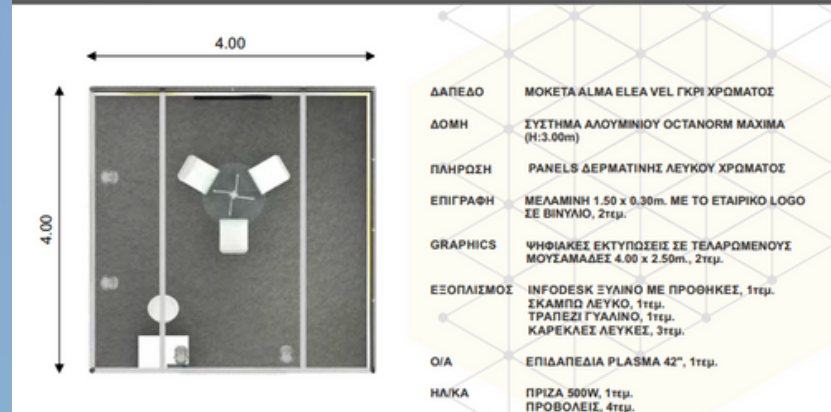 4.00
4.00
ΔΑΠΕΔΟ ΜΟΚΕΤΑ ALMA ELEA VEL ΓΚΡΙ ΧΡΩΜΑΤΟΣ
ΔΟΜΗ ΣΥΣΤΗΜΑ ΑΛΟΥΜΙΝΙΟΥ OCTANORM MAXIMA
(H:3.00m)
ΠΛΗΡΩΣΗ PANELS ΔΕΡΜΑΤΙΝΗΣ ΛΕΥΚΟΥ ΧΡΩΜΑΤΟΣ
ΕΠΙΓΡΑΦΗ ΜΕΛΑΜΙΝΗ 1.50 x 0.30m. ΜΕ ΤΟ ΕΤΑΙΡΙΚΟ LOGO
ΣΕ ΒΙΝΥΛΙΟ, 2τεμ.
GRAPHICS ΨΗΦΙΑΚΕΣ ΕΚΤΥΠΩΣΕΙΣ ΣΕ ΤΕΛΑΡΩΜΕΝΟΥΣ
ΜΟΥΣΑΜΑΔΕΣ 4.00 x 2.50m., 2τεμ.
ΕΞΟΠΛΙΣΜΟΣ INFODESK ΞΥΛΙΝΟ ΜΕ ΠΡΟΘΗΚΕΣ, 1τεμ.
ΣΚΑΜΠΩ ΛΕΥΚΟ, 1τεμ.
ΤΡΑΠΕΖΙ ΓΥΑΛΙΝΟ, 1τεμ.
ΚΑΡΕΚΛΕΣ ΛΕΥΚΕΣ, 3τεμ.
Ο/Α ΕΠΙΔΑΠΕΔΙΑ PLASMA 42", 1τεμ.
ΗΛ/ΚΑ ΠΡΙΖΑ 500W, 1τεμ.
ΠΡΟΒΟΛΕΙΣ, 4τεμ.